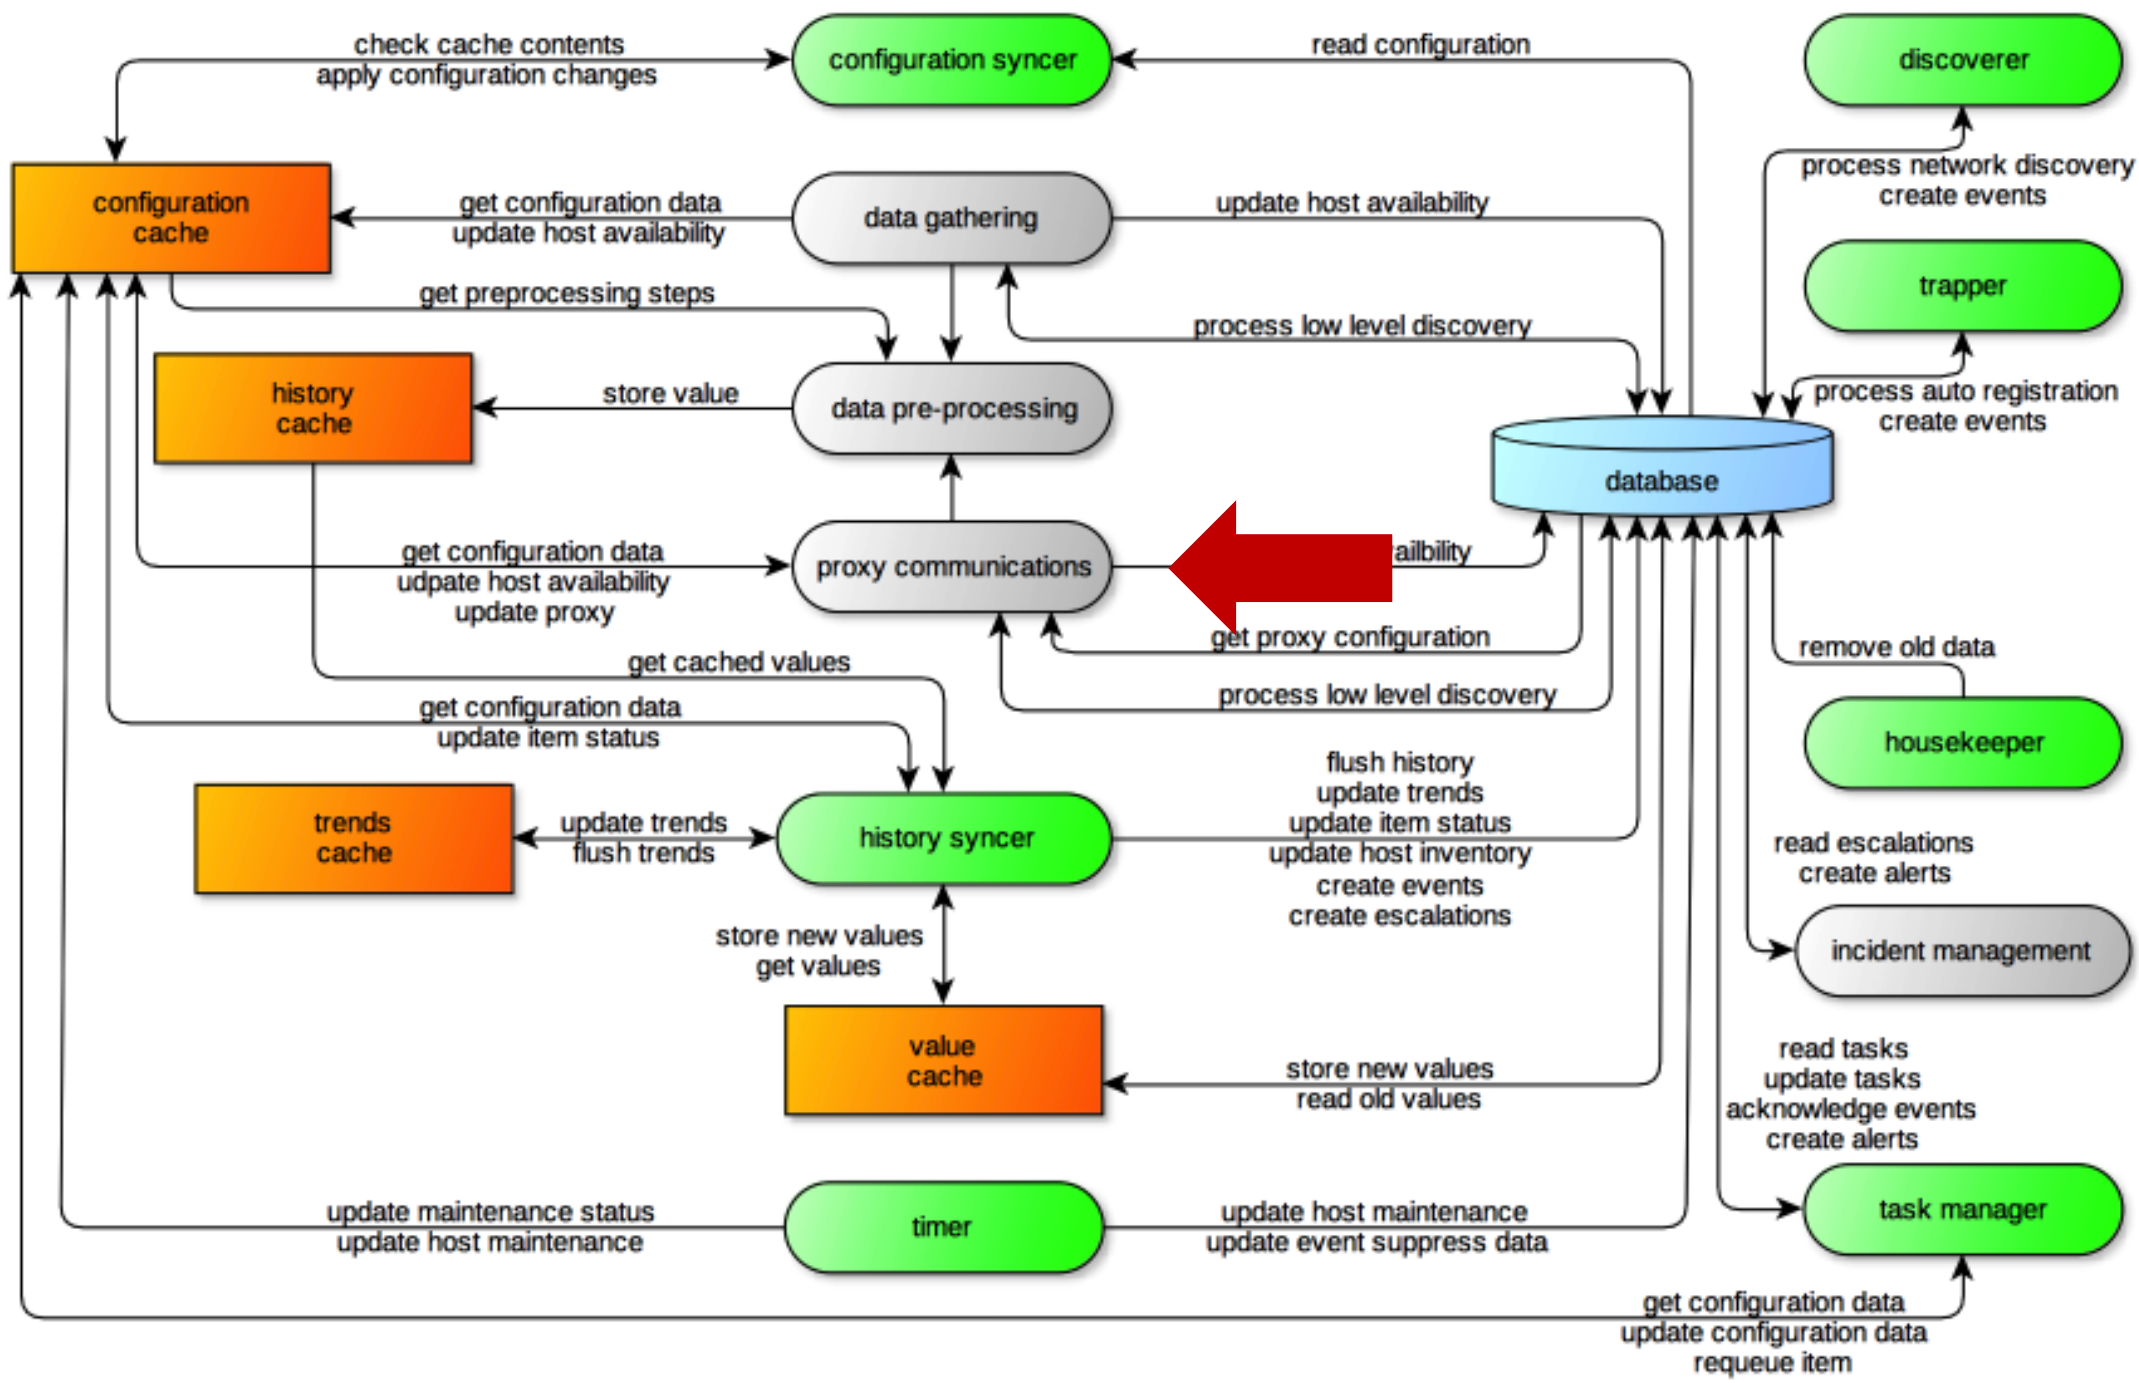 check cache contents
apply configuration changes
configuration syncer
read configuration
discoverer
process network discovery
create events
configuration
cache
get configuration data
update host availability
data gathering
update host availability
trapper
get preprocessing steps
process low level discovery
process auto registration
create events
history
cache
store value
data pre-processing
database
get configuration data
udpate host availability
update proxy
proxy communications
get proxy configuration
remove old data
get cached values
process low level discovery
get configuration data
update item status
housekeeper
flush history
update trends
update item status
update host inventory
create events
create escalations
trends
cache
update trends
flush trends
history syncer
read escalations
create alerts
store new values
get values
incident management
value
cache
store new values
read old values
read tasks
update tasks
acknowledge events
create alerts
update maintenance status
update host maintenance
timer
update host maintenance
update event suppress data
task manager
get configuration data
update configuration data
requeue item